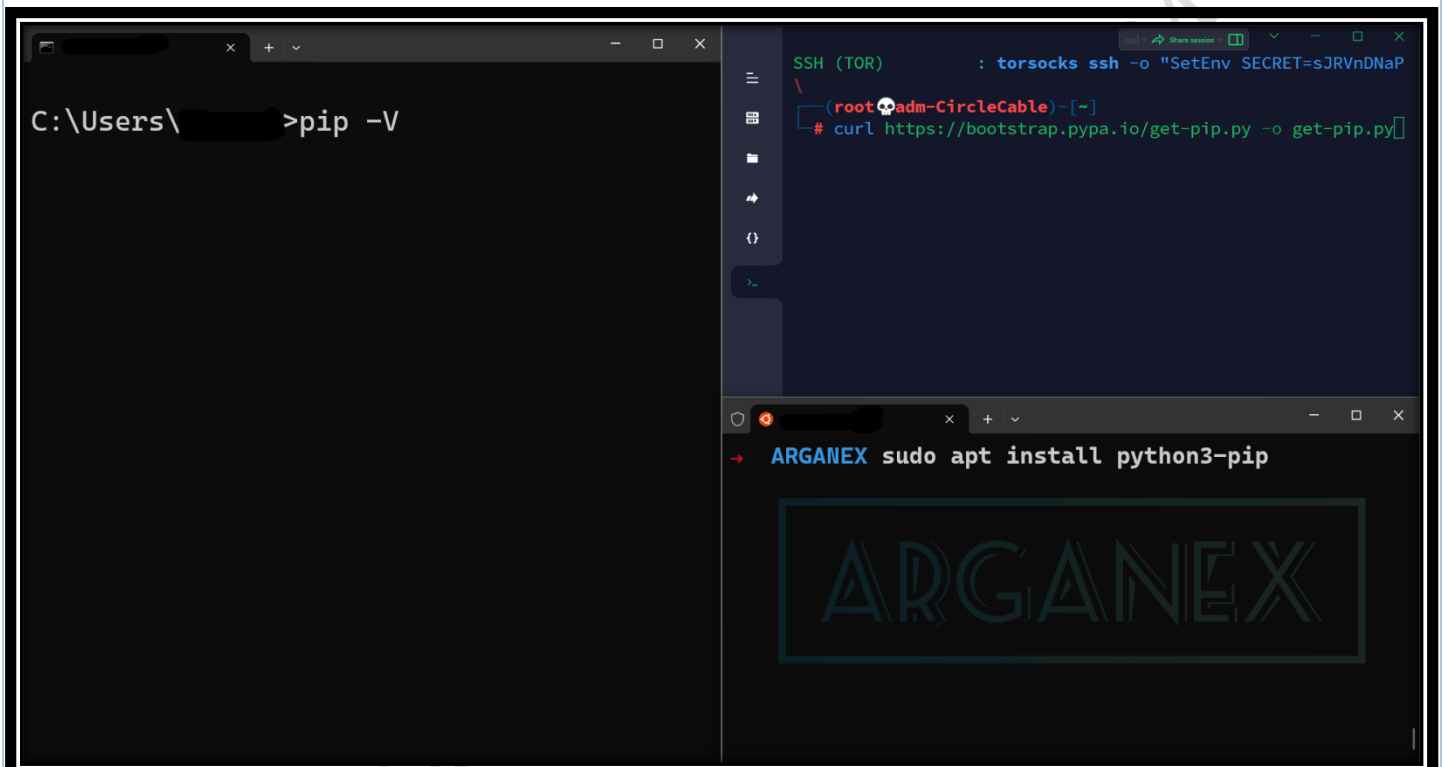 C:\Users\ >pip -V
Share session
SSH (TOR) : torsocks ssh -o "SetEnv SECRET=sJRVnDNaP
\
┌──(root💀adm-CircleCable)-[~]
└─# curl https://bootstrap.pypa.io/get-pip.py -o get-pip.py
→ ARGANEX sudo apt install python3-pip
ARGANEX